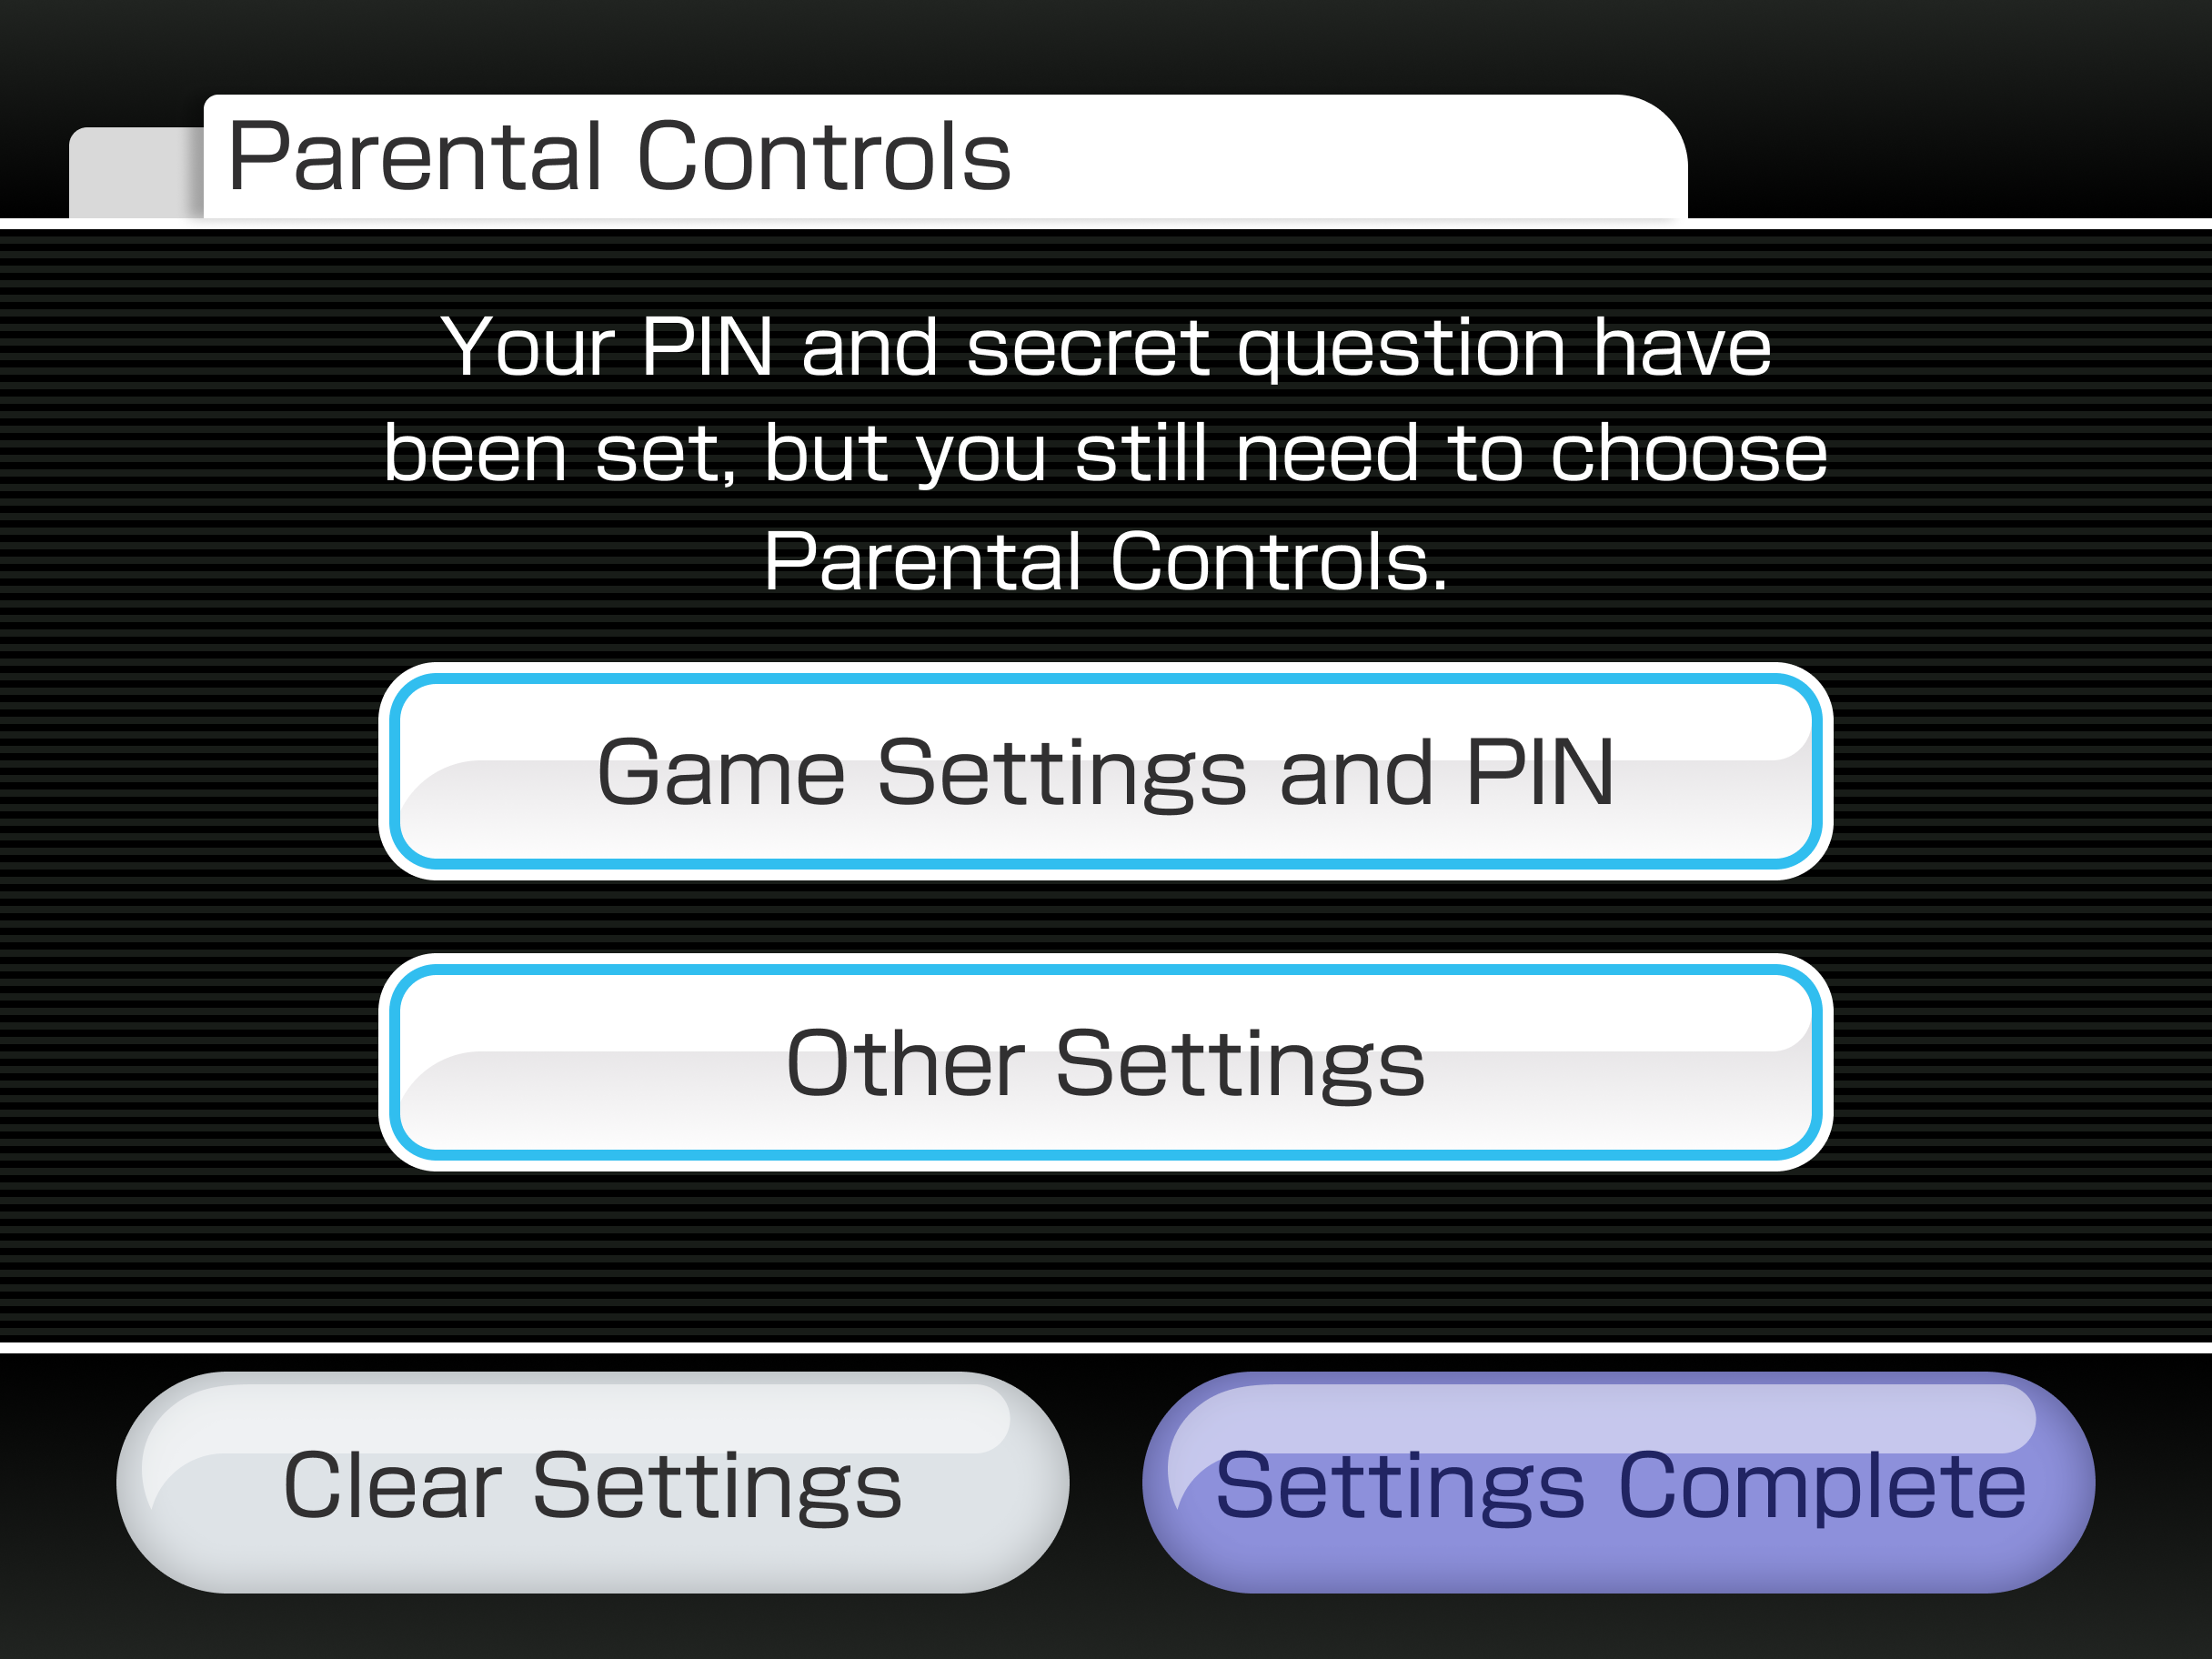 Parental Controls
Your PIN and secret question have
been set, but you still need to choose
Parental Controls.
Game Settings and PIN
Other Settings
Clear Settings
Settings Complete